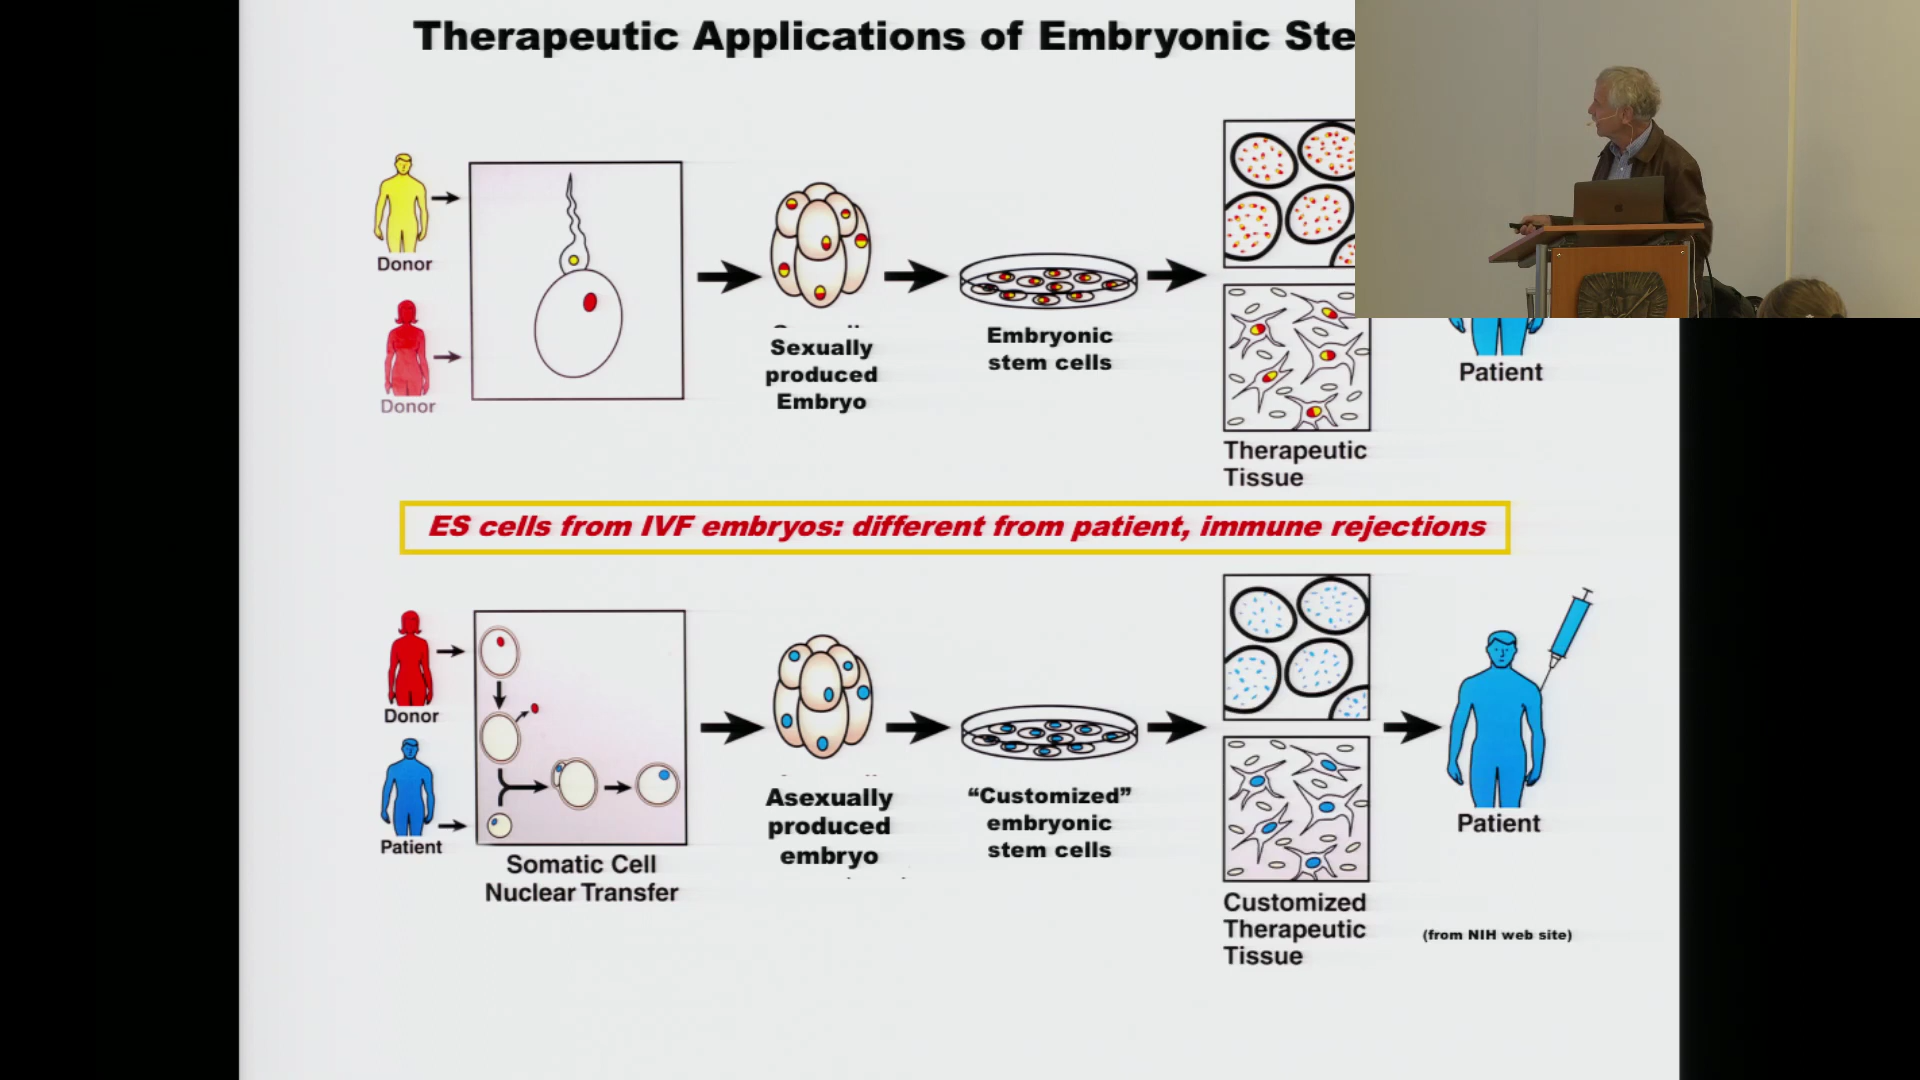 Therapeutic Applications of Embryonic Ste
Donor
Donor
Sexually
produced
Embryo
Embryonic
stem cells
Therapeutic
Tissue
Patient
ES cells from IVF embryos: different from patient, immune rejections
Donor
Patient
Somatic Cell
Nuclear Transfer
Asexually
produced
embryo
“Customized”
embryonic
stem cells
Customized
Therapeutic
Tissue
Patient
(from NIH web site)